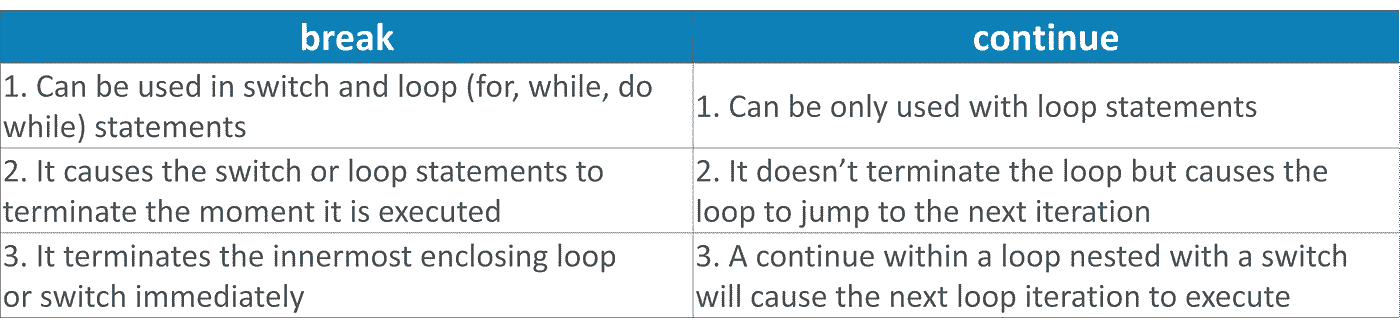 break
continue
1. Can be used in switch and loop (for, while, do
while) statements
1. Can be only used with loop statements
2. It causes the switch or loop statements to
terminate the moment it is executed
2. It doesn’t terminate the loop but causes the
loop to jump to the next iteration
3. It terminates the innermost enclosing loop
or switch immediately
3. A continue within a loop nested with a switch
will cause the next loop iteration to execute